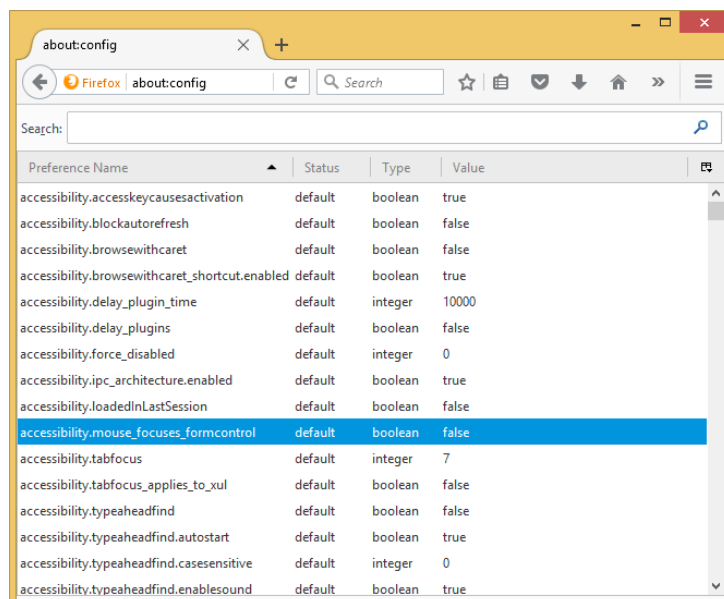 about:config
Firefox about:config Search
Search:
Preference Name Status Type Value
accessibility.accesskeycausesactivation default boolean true
accessibility.blockautorefresh default boolean false
accessibility.browsewithcaret default boolean false
accessibility.browsewithcaret_shortcut.enabled default boolean true
accessibility.delay_plugin_time default integer 10000
accessibility.delay_plugins default boolean false
accessibility.force_disabled default integer 0
accessibility.ipc_architecture.enabled default boolean true
accessibility.loadedInLastSession default boolean false
accessibility.mouse_focuses_formcontrol default boolean false
accessibility.tabfocus default integer 7
accessibility.tabfocus_applies_to_xul default boolean false
accessibility.typeaheadfind default boolean false
accessibility.typeaheadfind.autostart default boolean true
accessibility.typeaheadfind.casesensitive default integer 0
accessibility.typeaheadfind.enablesound default boolean true